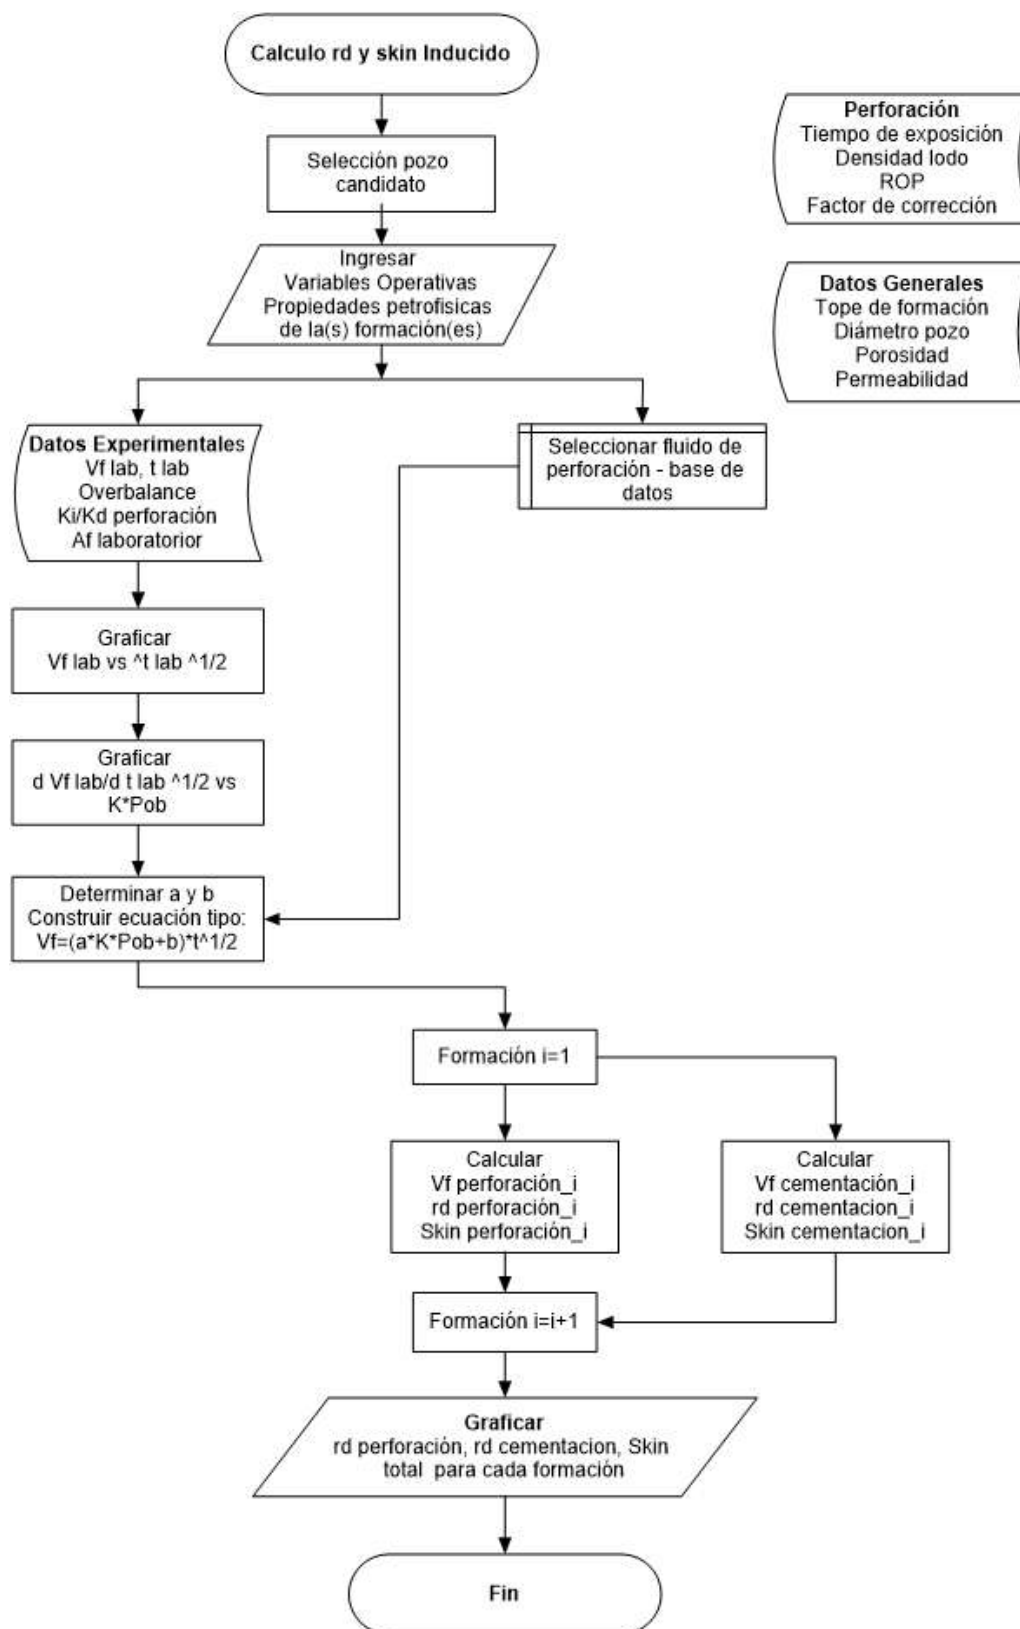 Calculo rd y skin Inducido
Selección pozo
candidato
Ingresar
Variables Operativas
Propiedades petrofisicas
de la(s) formación(es)
Perforación
Tiempo de exposición
Densidad lodo
ROP
Factor de corrección
Datos Generales
Tope de formación
Diámetro pozo
Porosidad
Permeabilidad
Datos Experimentales
Vf lab, t lab
Overbalance
Ki/Kd perforación
Af laboratorior
Seleccionar fluido de
perforación - base de
datos
Graficar
Vf lab vs ^t lab ^1/2
Graficar
d Vf lab/d t lab ^1/2 vs
K*Pob
Determinar a y b
Construir ecuación tipo:
Vf=(a*K*Pob+b)*t^1/2
Formación i=1
Calcular
Vf perforación_i
rd perforación_i
Skin perforación_i
Calcular
Vf cementación_i
rd cementacion_i
Skin cementacion_i
Formación i=i+1
Graficar
rd perforación, rd cementacion, Skin
total para cada formación
Fin